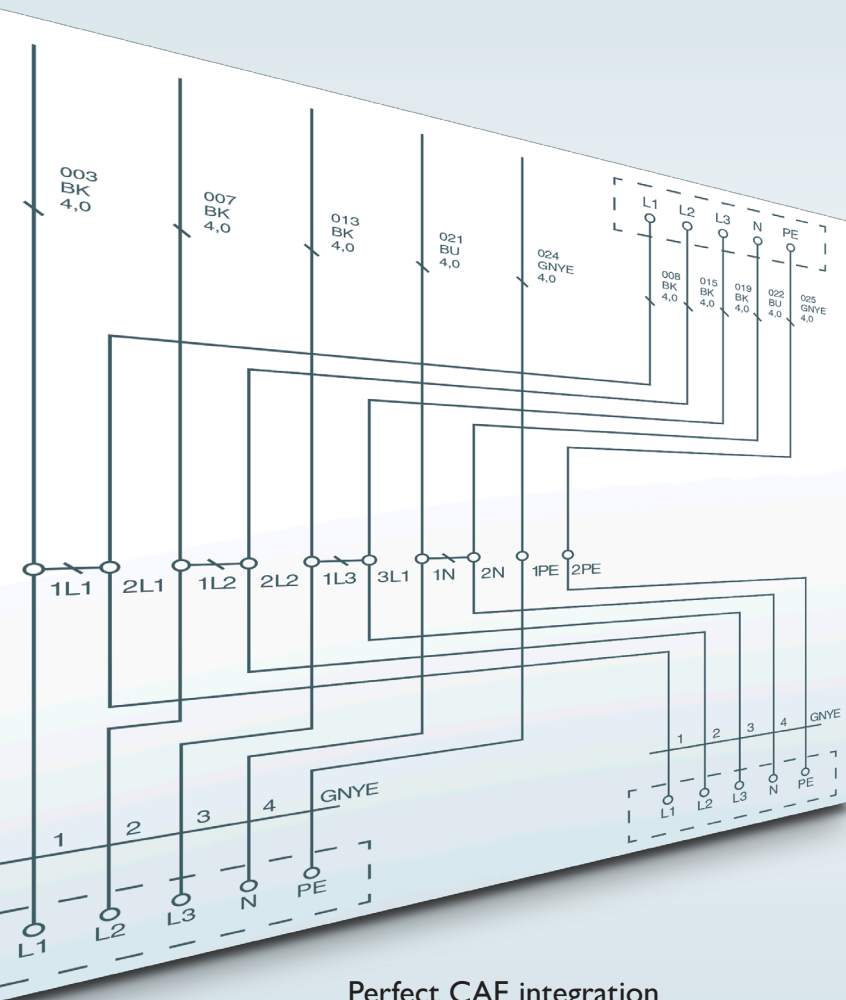 003
BK
4,0
007
BK
4,0
013
BK
4,0
021
BU
4,0
024
GNYE
4,0
L1 L2 L3 N PE
008
BK
4,0
015
BK
4,0
019
BK
4,0
022
BU
4,0
025
GNYE
4,0
1L1 2L1 1L2 2L2 1L3 3L1 1N 2N 1PE 2PE
1 2 3 4 GNYE
L1 L2 L3 N PE
1 2 3 4 GNYE
L1 L2 L3 N PE
Perfect CAE integration